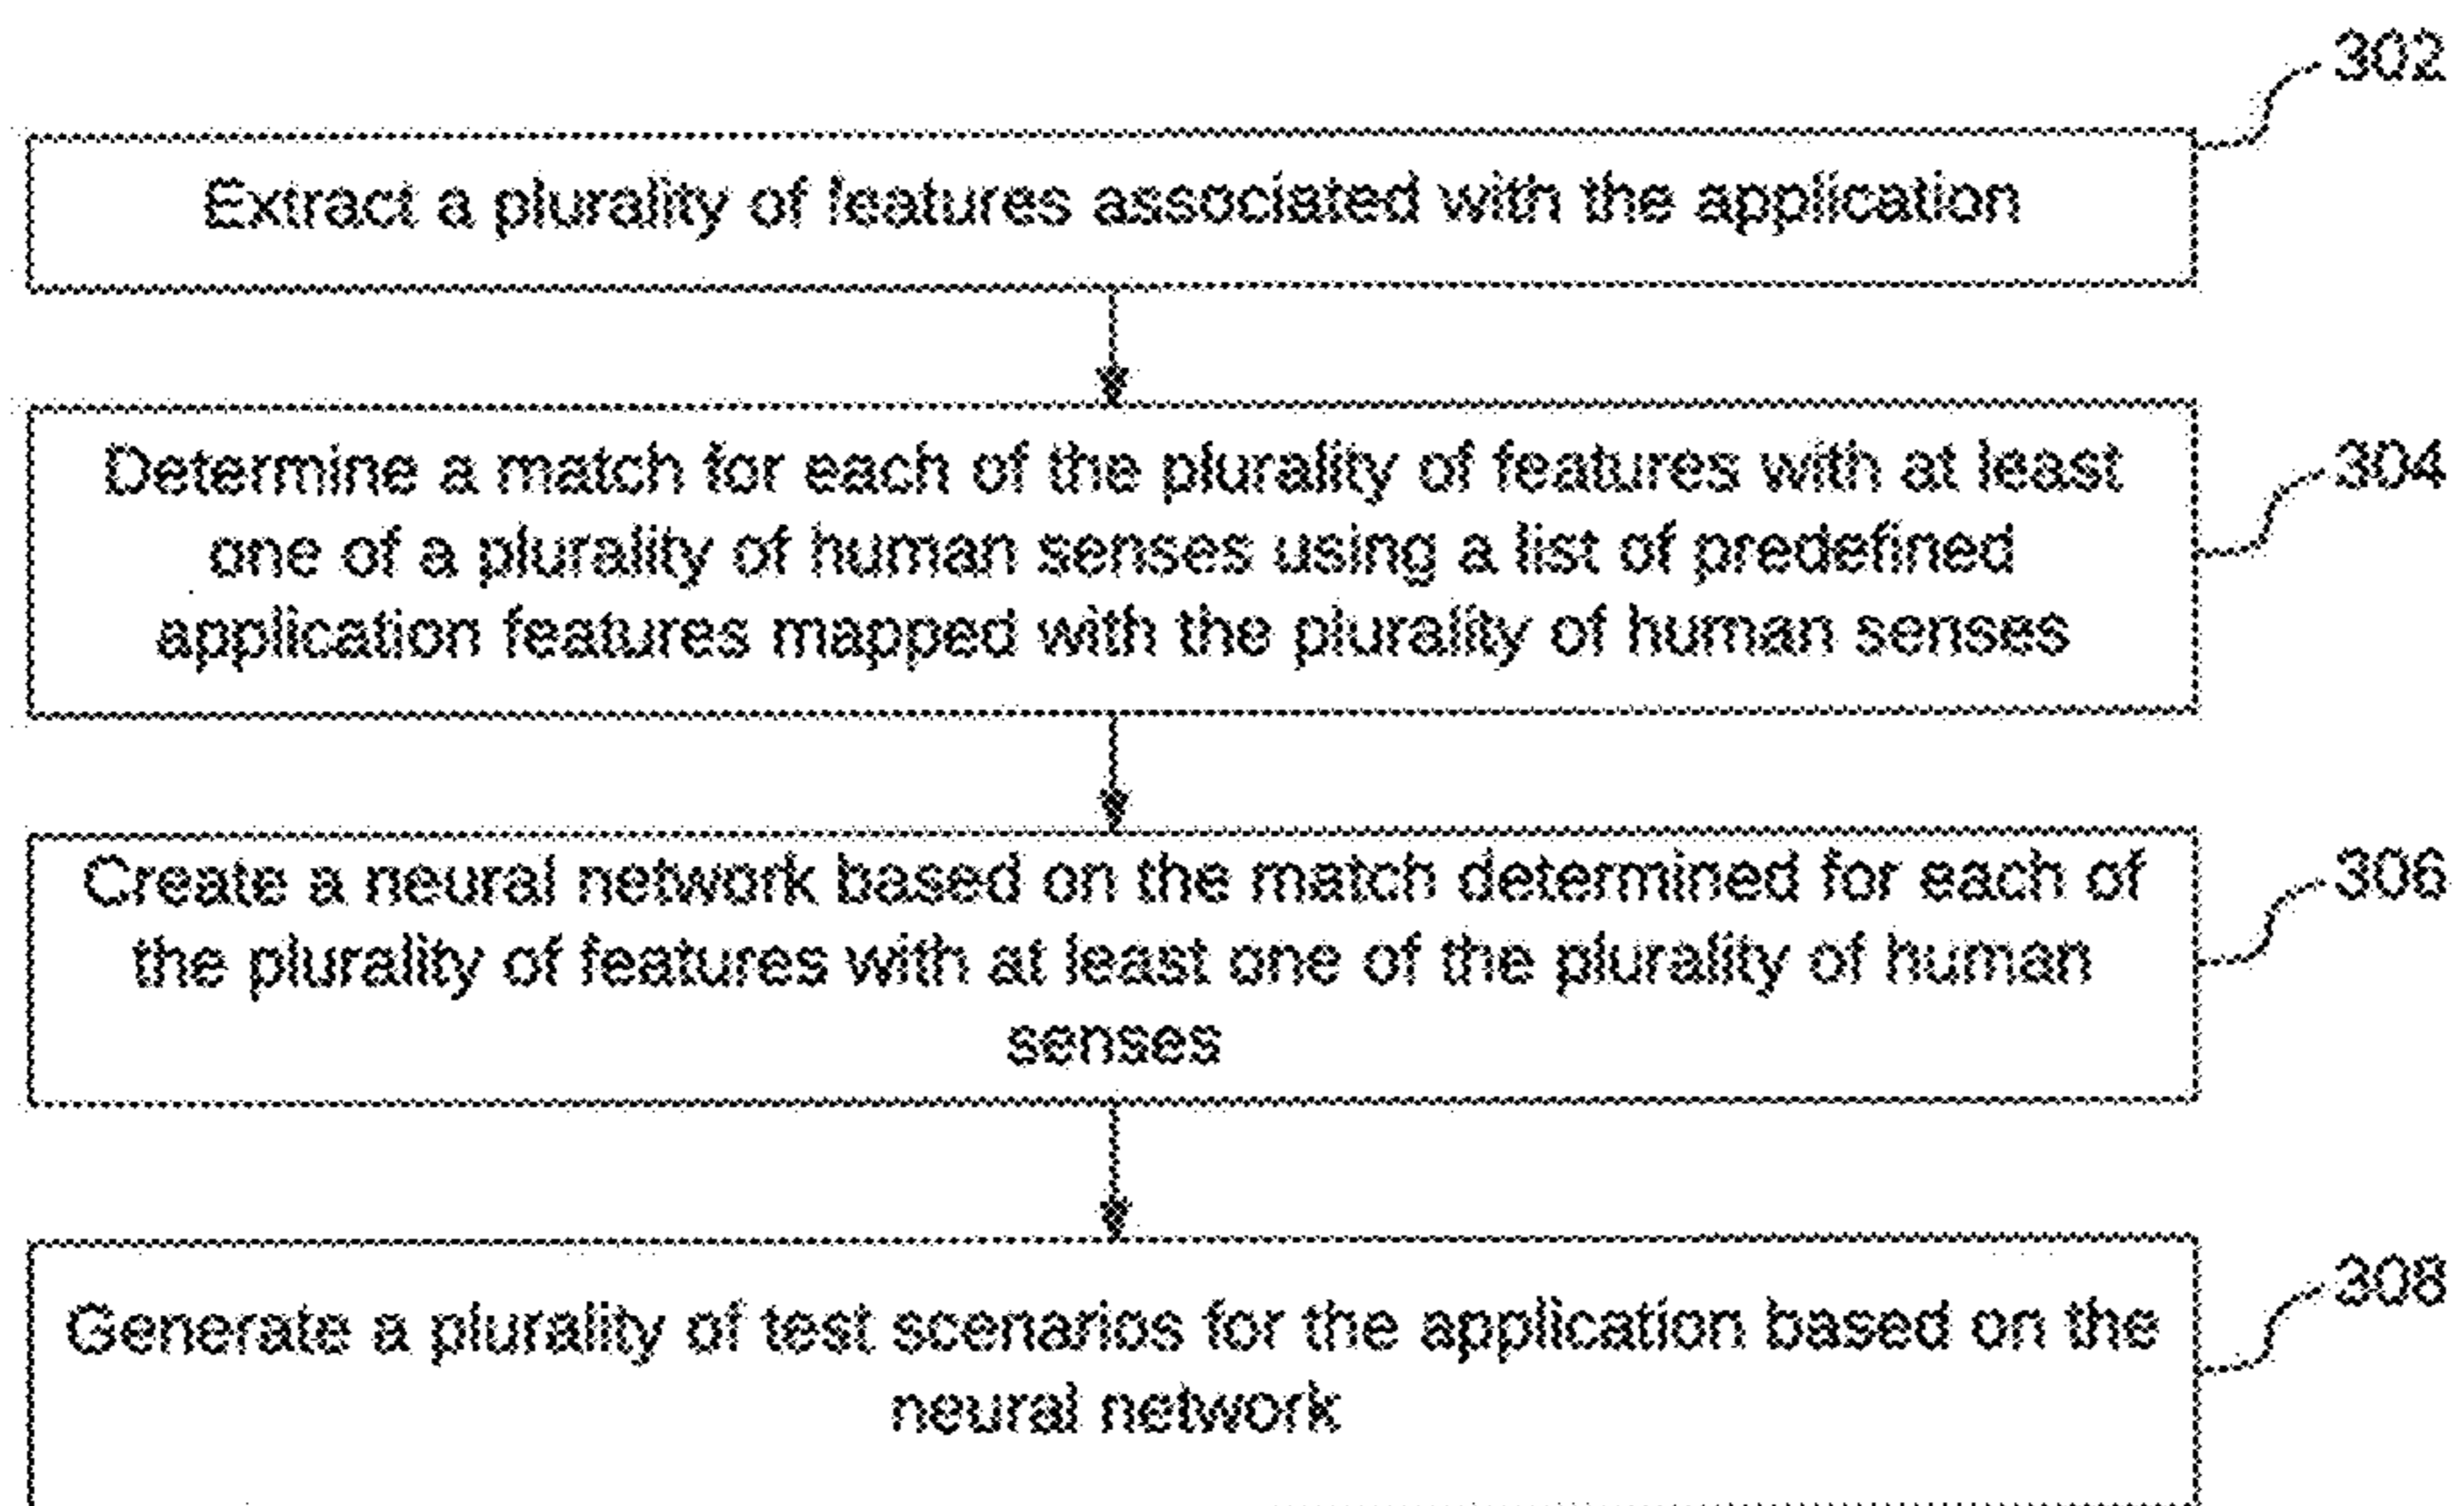 302
Extract a plurality of features associated with the application
Determine a match for each of the plurality of features with at least
304
one of a plurality of human senses using a list of predefined
application features mapped with the plurality of human senses
Create a neural network based on the match determined for each of
306
the plurality of features with at least one of the plurality of human
senses
308
Generate a plurality of test scenarios for the application based on the
neural network